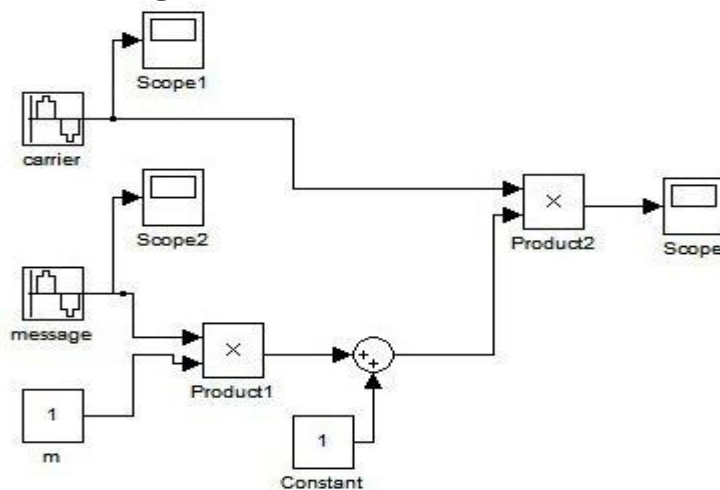 Scope1
carrier
Scope2
×
Product2
Scope
message
×
Product1
1
m
+
+
1
Constant